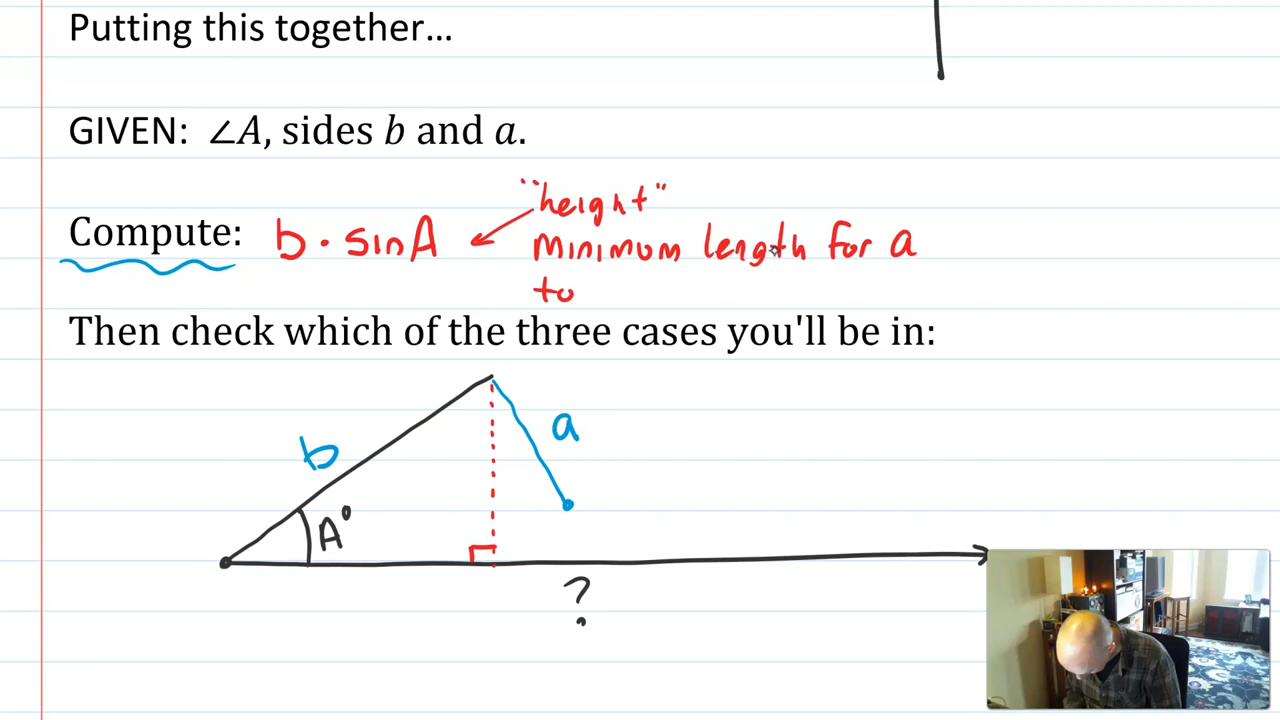 Putting this together...
GIVEN: ∠A, sides b and a.
"height"
Compute: b · sinA minimum length for a
to
Then check which of the three cases you'll be in:
b
a
A°
?